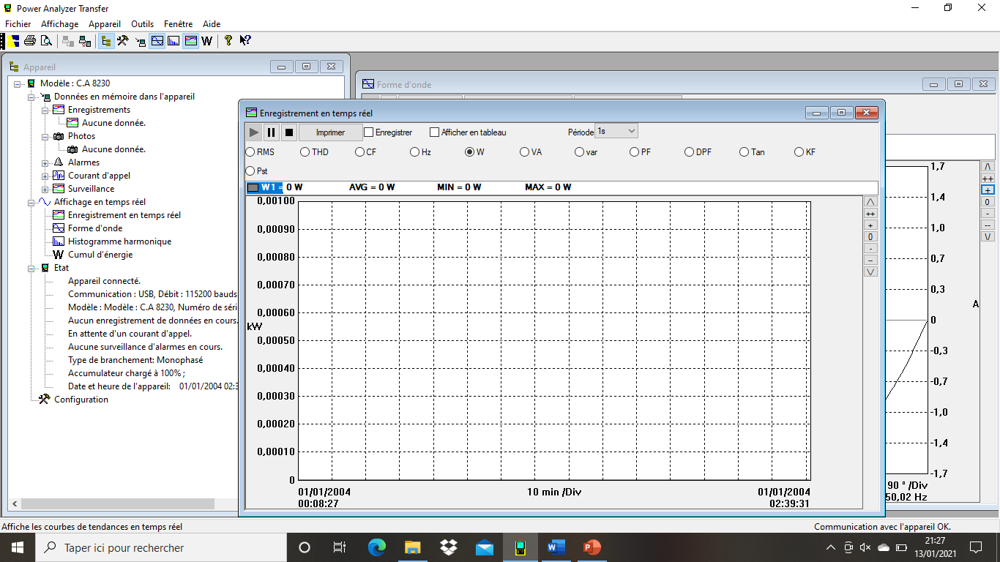 Power Analyzer Transfer
Fichier Affichage Appareil Outils Fenêtre Aide
W ? ?
Appareil
Modèle : C.A 8230
Données en mémoire dans l'appareil
Enregistrements
Aucune donnée.
Photos
Aucune donnée.
Alarmes
Courant d'appel
Surveillance
Affichage en temps réel
Enregistrement en temps réel
Forme d'onde
Histogramme harmonique
W Cumul d'énergie
Etat
Appareil connecté.
Communication : USB, Débit : 115200 bauds
Modèle : Modèle : C.A 8230, Numéro de séri
Aucun enregistrement de données en cours.
En attente d'un courant d'appel.
Aucune surveillance d'alarmes en cours.
Type de branchement: Monophasé
Accumulateur chargé à 100% ;
Date et heure de l'appareil: 01/01/2004 02:3
Configuration
Forme d'onde
Enregistrement en temps réel
Imprimer Enregistrer Afficher en tableau Période 1s
RMS THD CF Hz W VA var PF DPF Tan KF
Pst
W1 = 0 W AVG = 0 W MIN = 0 W MAX = 0 W
0,00100
0,00090
0,00080
0,00070
0,00060
kW
0,00050
0,00040
0,00030
0,00020
0,00010
0
01/01/2004 10 min /Div 01/01/2004
00:08:27 02:39:31
/\
++
+
0
-
--
\/
1,7
1,4
1,0
0,7
0,3
A
0
-0,3
-0,7
-1,0
-1,4
-1,7
90 ° /Div
50,02 Hz
/\
++
+
0
-
--
\/
Affiche les courbes de tendances en temps réel Communication avec l'appareil OK.
Taper ici pour rechercher
21:27
13/01/2021